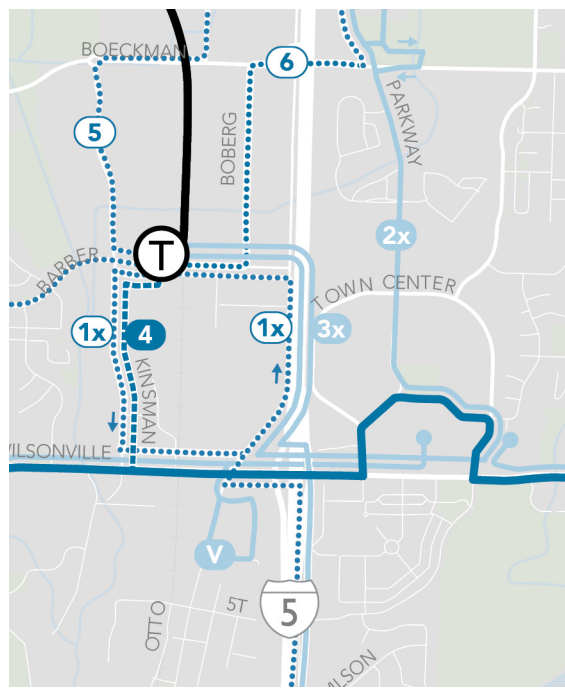 BOECKMAN
6
5
BOBERG
PARKWAY
T
2x
BARBER
TOWN CENTER
1x
4
1x
3x
KINSMAN
WILSONVILLE
V
5
5T
OTTO
WILSON